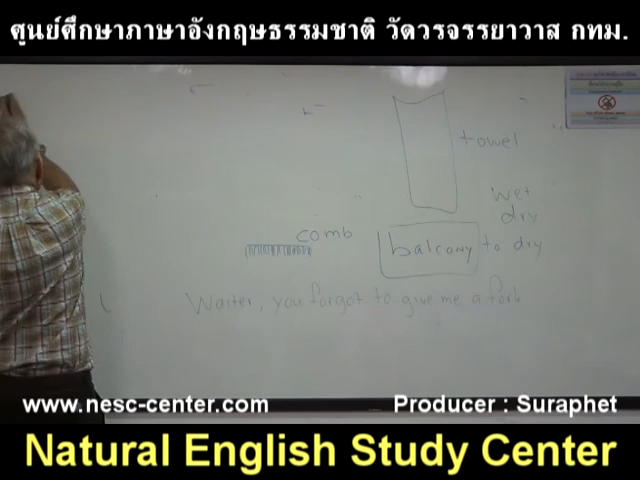 ศูนย์ศึกษาภาษาอังกฤษธรรมชาติ วัดวรจรรยาวาส กทม.
towel
wet
dry
comb
balcony to dry
Waiter, you forgot to give me a fork
www.nesc-center.com Producer : Suraphet
Natural English Study Center